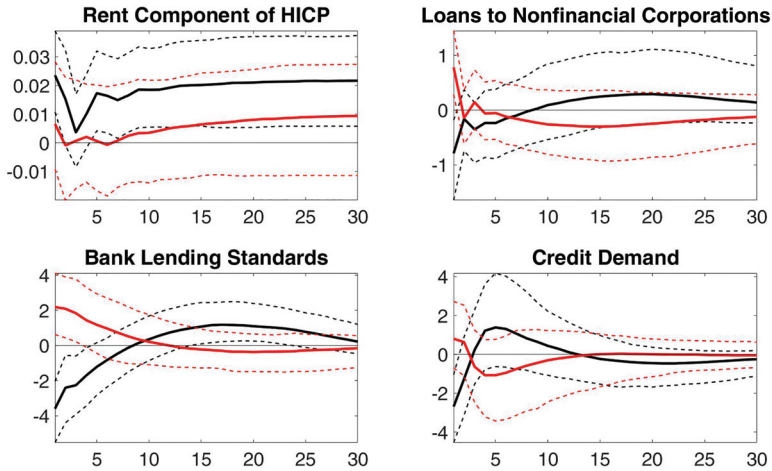 Rent Component of HICP
0.03
0.02
0.01
0
-0.01
5 10 15 20 25 30
Loans to Nonfinancial Corporations
1
0
-1
5 10 15 20 25 30
Bank Lending Standards
4
2
0
-2
-4
5 10 15 20 25 30
Credit Demand
4
2
0
-2
-4
5 10 15 20 25 30